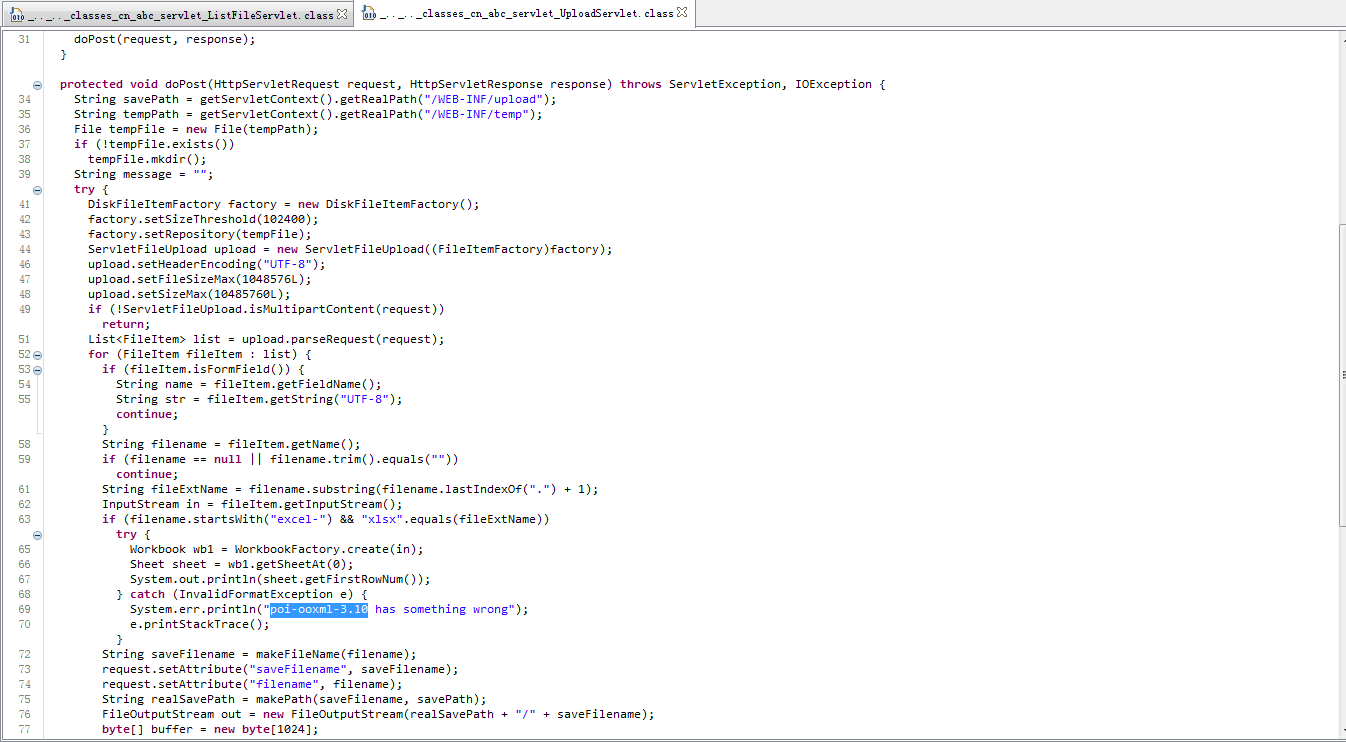 _.._.._classes_cn_abc_servlet_ListFileServlet.class
_.._.._classes_cn_abc_servlet_UploadServlet.class
31 doPost(request, response);
}
protected void doPost(HttpServletRequest request, HttpServletResponse response) throws ServletException, IOException {
34 String savePath = getServletContext().getRealPath("/WEB-INF/upload");
35 String tempPath = getServletContext().getRealPath("/WEB-INF/temp");
36 File tempFile = new File(tempPath);
37 if (!tempFile.exists())
38 tempFile.mkdir();
39 String message = "";
try {
41 DiskFileItemFactory factory = new DiskFileItemFactory();
42 factory.setSizeThreshold(102400);
43 factory.setRepository(tempFile);
44 ServletFileUpload upload = new ServletFileUpload((FileItemFactory)factory);
46 upload.setHeaderEncoding("UTF-8");
47 upload.setFileSizeMax(1048576L);
48 upload.setSizeMax(10485760L);
49 if (!ServletFileUpload.isMultipartContent(request))
return;
51 List<FileItem> list = upload.parseRequest(request);
52 for (FileItem fileItem : list) {
53 if (fileItem.isFormField()) {
54 String name = fileItem.getFieldName();
55 String str = fileItem.getString("UTF-8");
continue;
}
58 String filename = fileItem.getName();
59 if (filename == null || filename.trim().equals(""))
continue;
61 String fileExtName = filename.substring(filename.lastIndexOf(".") + 1);
62 InputStream in = fileItem.getInputStream();
63 if (filename.startsWith("excel-") && "xlsx".equals(fileExtName))
try {
65 Workbook wb1 = WorkbookFactory.create(in);
66 Sheet sheet = wb1.getSheetAt(0);
67 System.out.println(sheet.getFirstRowNum());
68 } catch (InvalidFormatException e) {
69 System.err.println("poi-ooxml-3.10 has something wrong");
70 e.printStackTrace();
}
72 String saveFilename = makeFileName(filename);
73 request.setAttribute("saveFilename", saveFilename);
74 request.setAttribute("filename", filename);
75 String realSavePath = makePath(saveFilename, savePath);
76 FileOutputStream out = new FileOutputStream(realSavePath + "/" + saveFilename);
77 byte[] buffer = new byte[1024];